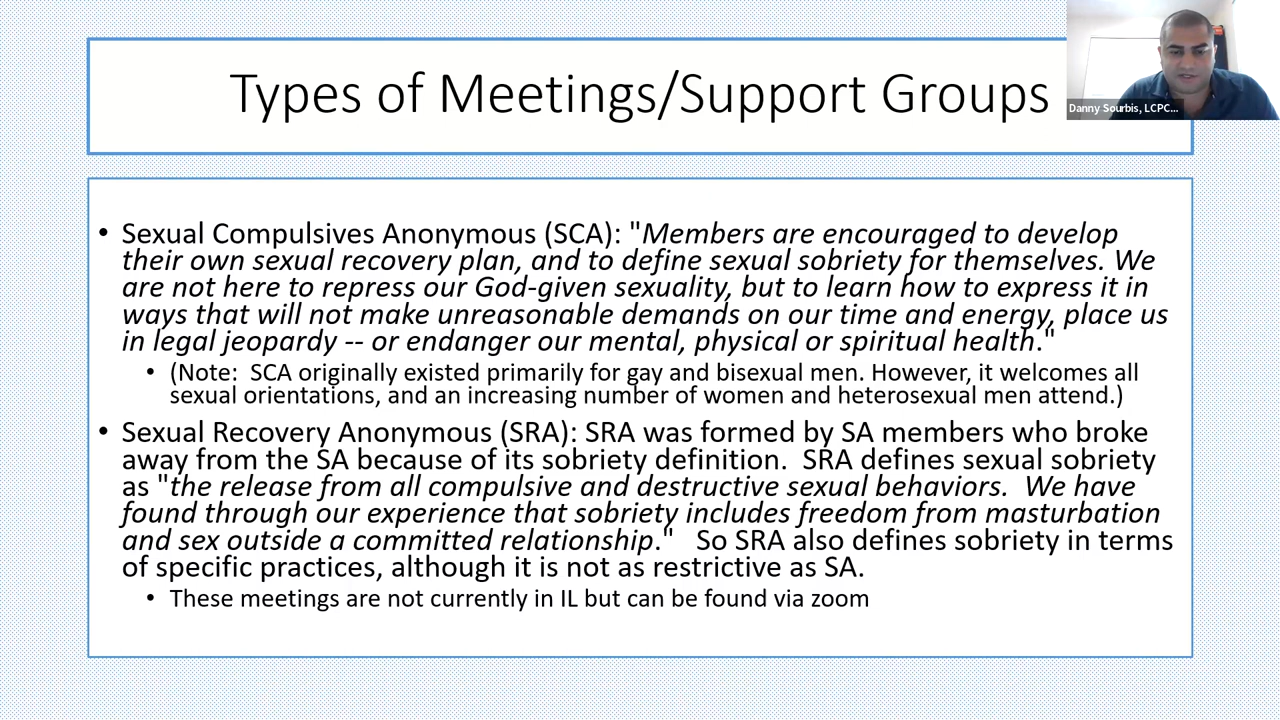 Types of Meetings/Support Groups
Danny Sourbis, LCPC...
• Sexual Compulsives Anonymous (SCA): "Members are encouraged to develop
their own sexual recovery plan, and to define sexual sobriety for themselves. We
are not here to repress our God-given sexuality, but to learn how to express it in
ways that will not make unreasonable demands on our time and energy, place us
in legal jeopardy -- or endanger our mental, physical or spiritual health."
• (Note:  SCA originally existed primarily for gay and bisexual men. However, it welcomes all
sexual orientations, and an increasing number of women and heterosexual men attend.)
• Sexual Recovery Anonymous (SRA): SRA was formed by SA members who broke
away from the SA because of its sobriety definition.  SRA defines sexual sobriety
as "the release from all compulsive and destructive sexual behaviors.  We have
found through our experience that sobriety includes freedom from masturbation
and sex outside a committed relationship."   So SRA also defines sobriety in terms
of specific practices, although it is not as restrictive as SA.
• These meetings are not currently in IL but can be found via zoom